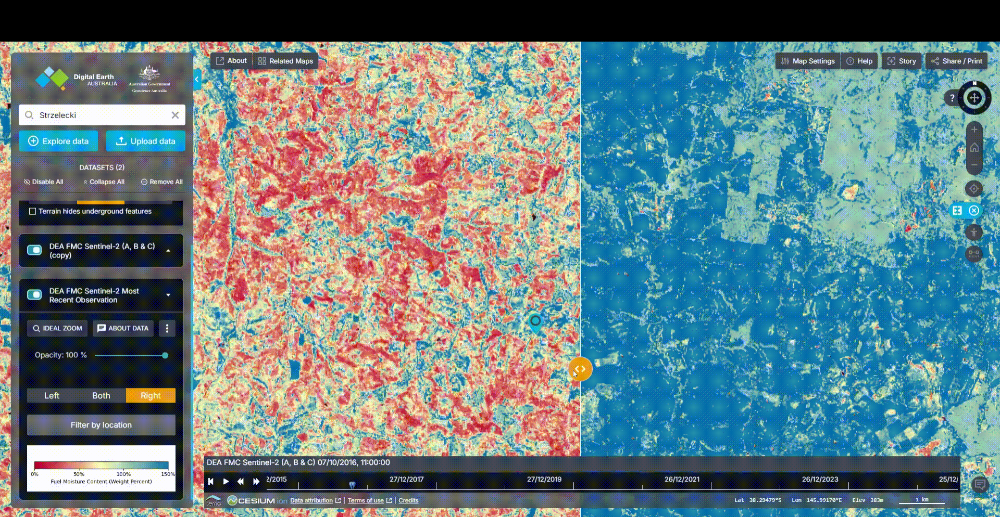 About
Related Maps
Map Settings
Help
Story
Share / Print
Digital Earth
AUSTRALIA
Australian Government
Geoscience Australia
N
?
Strzelecki
Explore data
Upload data
DATASETS (2)
Disable All
Collapse All
Remove All
Terrain hides underground features
DEA FMC Sentinel-2 (A, B & C)
(copy)
DEA FMC Sentinel-2 Most
Recent Observation
IDEAL ZOOM
ABOUT DATA
Opacity: 100 %
Left
Both
Right
Filter by location
0%
50%
100%
150%
Fuel Moisture Content (Weight Percent)
DEA FMC Sentinel-2 (A, B & C) 07/10/2016, 11:00:00
2/2015
27/12/2017
27/12/2019
26/12/2021
26/12/2023
25/12/
terria
CESIUM ion
Data attribution
| Terms of use
| Credits
Lat 38.29479°S
Lon 145.99170°E
Elev 383m
1 km